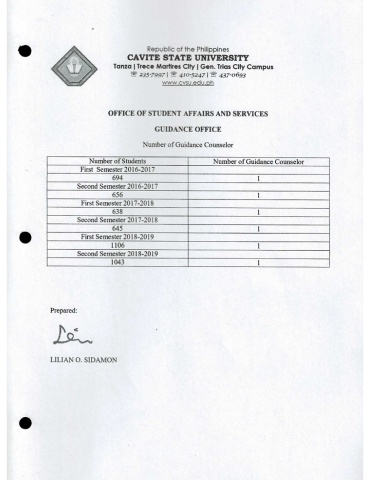 Republic of the Philippines
CAVITE STATE UNIVERSITY
Tanza | Trece Martires City | Gen. Trias City Campus
☏ 235-7997 | ☏ 410-5247 | ☏ 437-0693
www.cvsu.edu.ph
OFFICE OF STUDENT AFFAIRS AND SERVICES
GUIDANCE OFFICE
Number of Guidance Counselor
Number of Students Number of Guidance Counselor
First Semester 2016-2017
694 1
Second Semester 2016-2017
656 1
First Semester 2017-2018
638 1
Second Semester 2017-2018
645 1
First Semester 2018-2019
1106 1
Second Semester 2018-2019
1043 1
Prepared:
LILIAN O. SIDAMON